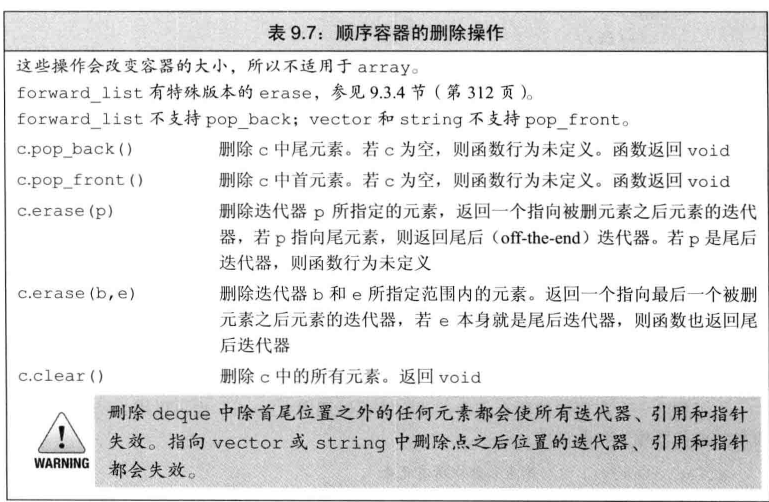 表 9.7：顺序容器的删除操作
这些操作会改变容器的大小，所以不适用于 array。
forward_list 有特殊版本的 erase，参见 9.3.4 节（第 312 页）。
forward_list 不支持 pop_back；vector 和 string 不支持 pop_front。
c.pop_back() 删除 c 中尾元素。若 c 为空，则函数行为未定义。函数返回 void
c.pop_front() 删除 c 中首元素。若 c 为空，则函数行为未定义。函数返回 void
c.erase(p) 删除迭代器 p 所指定的元素，返回一个指向被删元素之后元素的迭代
器，若 p 指向尾元素，则返回尾后（off-the-end）迭代器。若 p 是尾后
迭代器，则函数行为未定义
c.erase(b,e) 删除迭代器 b 和 e 所指定范围内的元素。返回一个指向最后一个被删
元素之后元素的迭代器，若 e 本身就是尾后迭代器，则函数也返回尾
后迭代器
c.clear() 删除 c 中的所有元素。返回 void
删除 deque 中除首尾位置之外的任何元素都会使所有迭代器、引用和指针
失效。指向 vector 或 string 中删除点之后位置的迭代器、引用和指针
都会失效。
WARNING